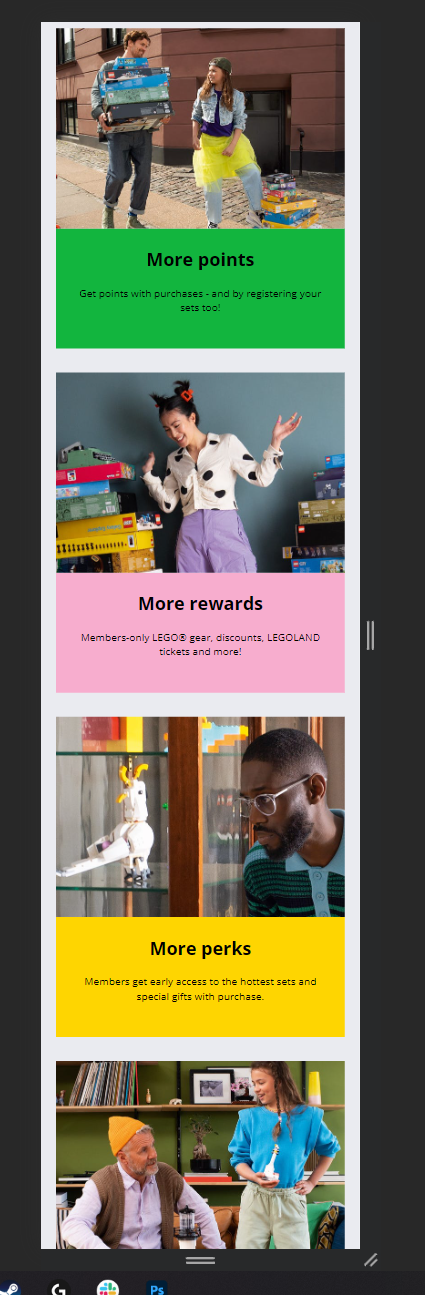 More points
Get points with purchases - and by registering your
sets too!
More rewards
Members-only LEGO® gear, discounts, LEGOLAND
tickets and more!
More perks
Members get early access to the hottest sets and
special gifts with purchase.
Ps